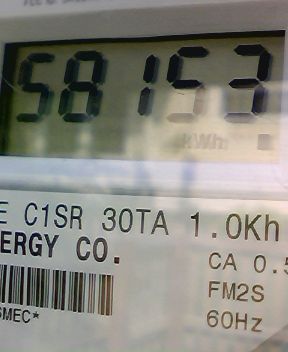 58153
kWh
E C1SR 30TA 1.0Kh
ERGY CO.
CA 0.5
FM2S
SMEC*
60Hz